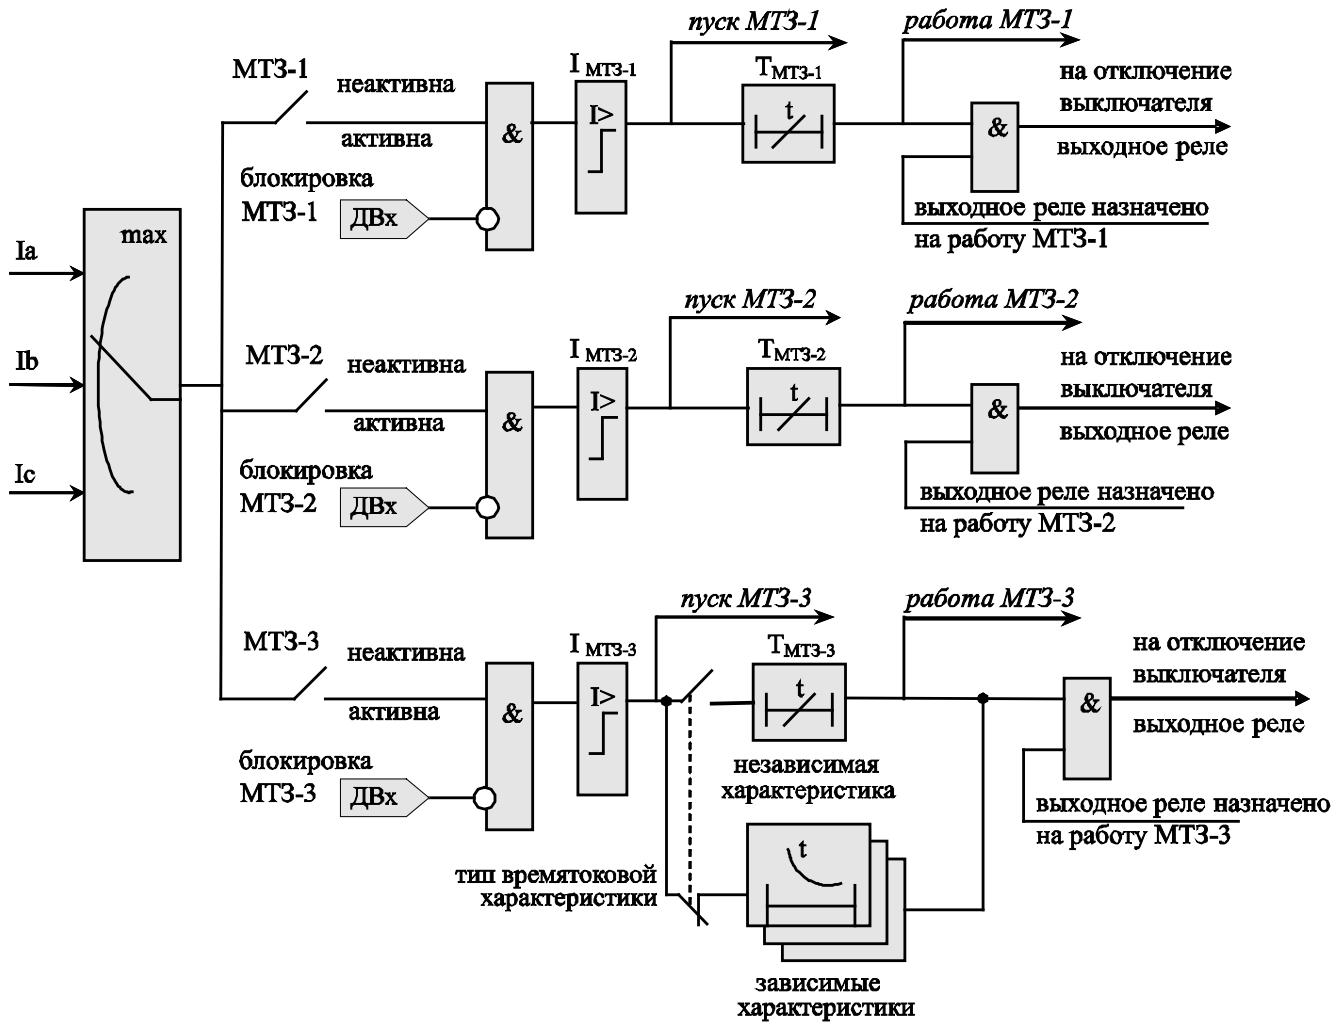 пуск МТЗ-1
работа МТЗ-1
МТЗ-1
неактивна
активна
I МТЗ-1
TМТЗ-1
на отключение
выключателя
выходное реле
&
I>
t
&
блокировка
МТЗ-1
ДВх
выходное реле назначено
на работу МТЗ-1
max
Ia
Ib
Ic
пуск МТЗ-2
работа МТЗ-2
МТЗ-2
неактивна
активна
I МТЗ-2
TМТЗ-2
на отключение
выключателя
выходное реле
&
I>
t
&
блокировка
МТЗ-2
ДВх
выходное реле назначено
на работу МТЗ-2
пуск МТЗ-3
работа МТЗ-3
МТЗ-3
неактивна
активна
I МТЗ-3
TМТЗ-3
на отключение
выключателя
выходное реле
&
I>
t
&
блокировка
МТЗ-3
ДВх
независимая
характеристика
выходное реле назначено
на работу МТЗ-3
тип времятоковой
характеристики
t
зависимые
характеристики